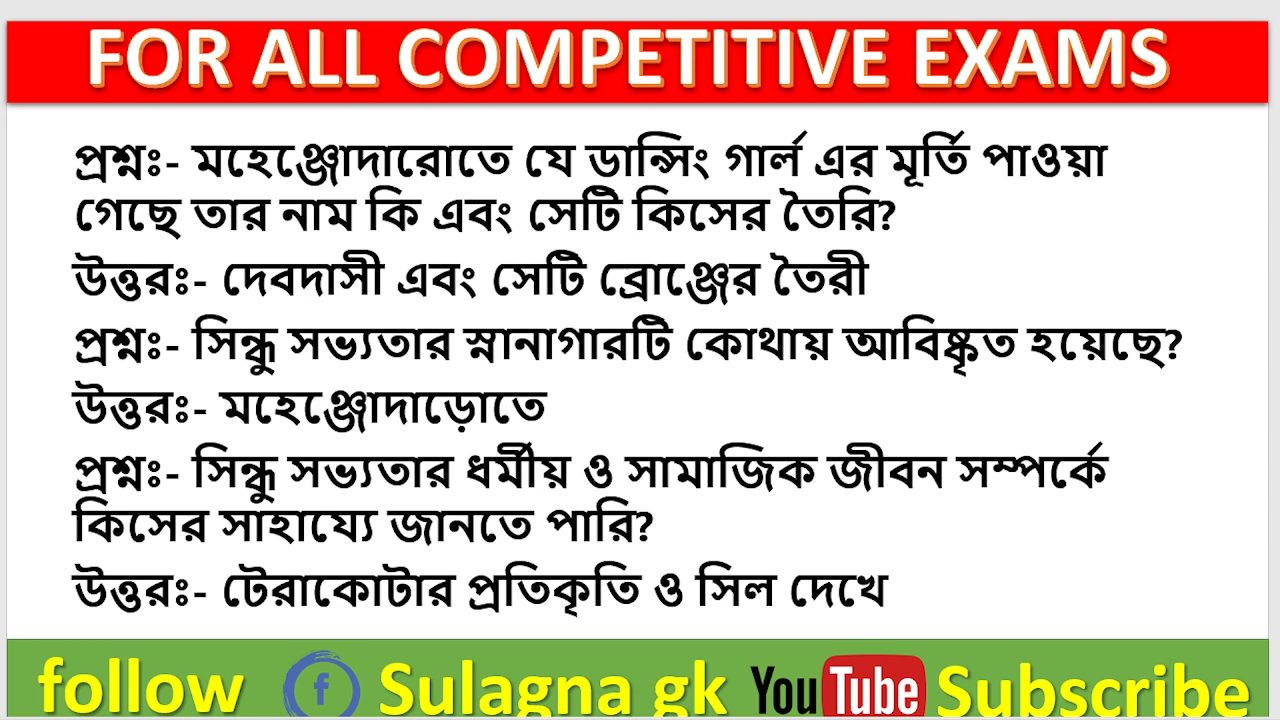 FOR ALL COMPETITIVE EXAMS
প্রশ্নঃ- মহেঞ্জোদারোতে যে ডান্সিং গার্ল এর মূর্তি পাওয়া
গেছে তার নাম কি এবং সেটি কিসের তৈরি?
উত্তরঃ- দেবদাসী এবং সেটি ব্রোঞ্জের তৈরী
প্রশ্নঃ- সিন্ধু সভ্যতার স্নানাগারটি কোথায় আবিষ্কৃত হয়েছে?
উত্তরঃ- মহেঞ্জোদাড়োতে
প্রশ্নঃ- সিন্ধু সভ্যতার ধর্মীয় ও সামাজিক জীবন সম্পর্কে
কিসের সাহায্যে জানতে পারি?
উত্তরঃ- টেরাকোটার প্রতিকৃতি ও সিল দেখে
follow f Sulagna gk YouTube Subscribe